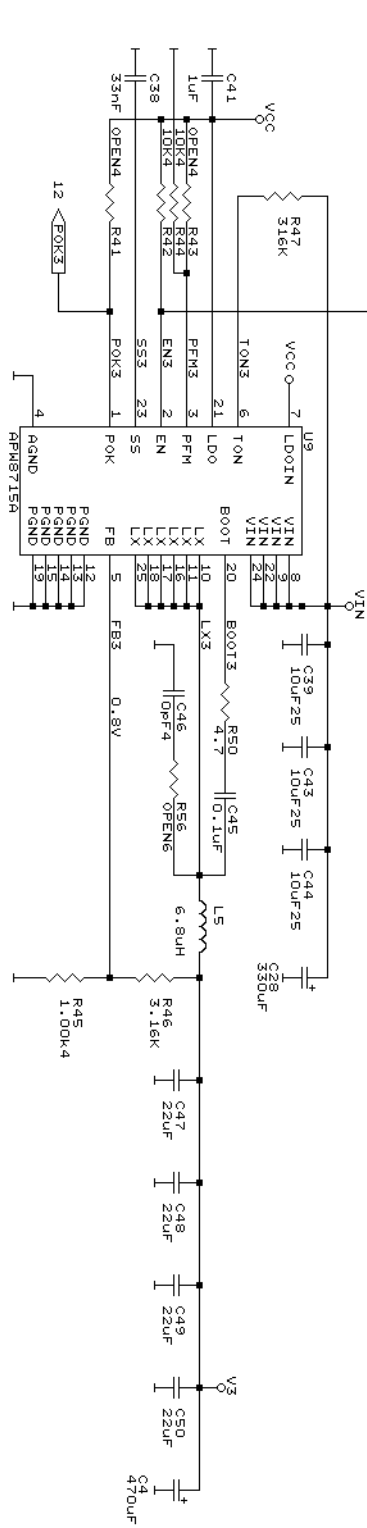 VCC
C41
1uF
C38
33nF
OPEN4
R43
10K4
R44
10K4
R42
OPEN4
R41
12
POK3
R47
316K
VCC
TON3
PFM3
EN3
SS3
POK3
7
6
21
3
2
23
1
4
U9
LDOIN
TON
LDO
PFM
EN
SS
POK
AGND
APW8715A
VIN
VIN
VIN
VIN
BOOT
LX
LX
LX
LX
LX
LX
FB
PGND
PGND
PGND
PGND
PGND
8
9
22
24
20
10
11
16
17
18
25
5
12
13
14
15
19
VIN
BOOT3
LX3
FB3
0.8V
C39
10uF25
C43
10uF25
C44
10uF25
C28
330uF
R50
4.7
C45
0.1uF
C46
0pF4
R56
OPEN6
L5
6.8uH
R46
3.16K
R45
1.00K4
C47
22uF
C48
22uF
C49
22uF
C50
22uF
V3
C4
470uF